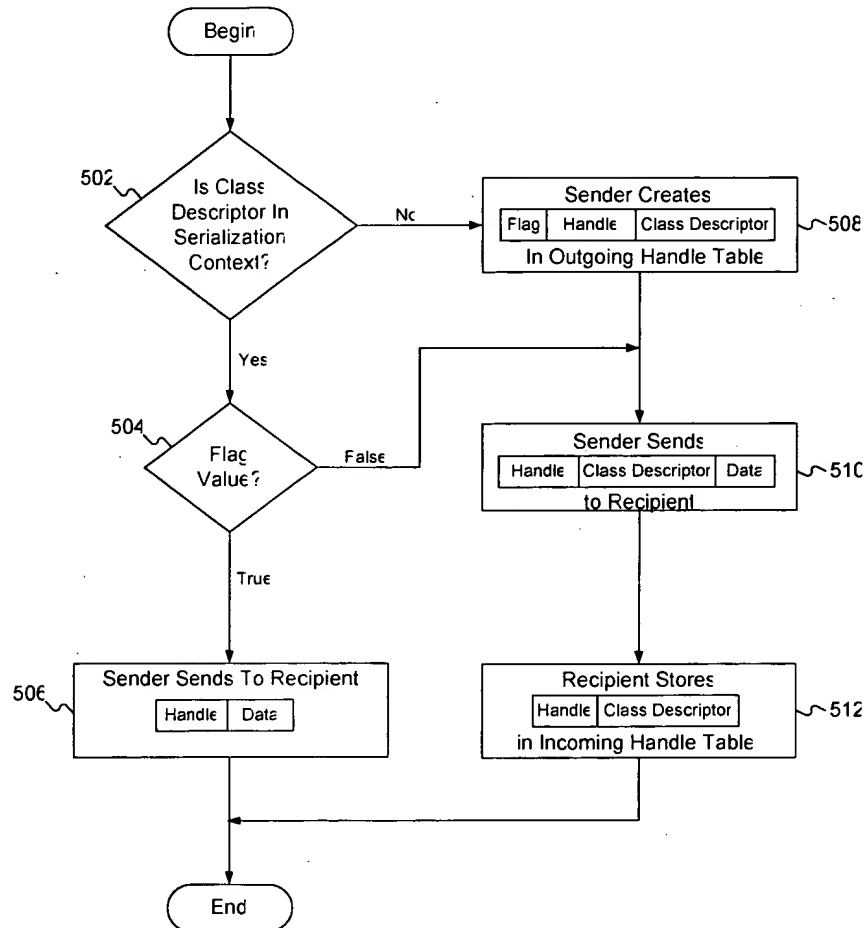 Begin
502
Is Class
Descriptor In
Serialization
Context?
No
Sender Creates
Flag Handle Class Descriptor
In Outgoing Handle Table
508
Yes
504
Flag
Value?
False
Sender Sends
Handle Class Descriptor Data
to Recipient
510
True
506
Sender Sends To Recipient
Handle Data
Recipient Stores
Handle Class Descriptor
in Incoming Handle Table
512
End